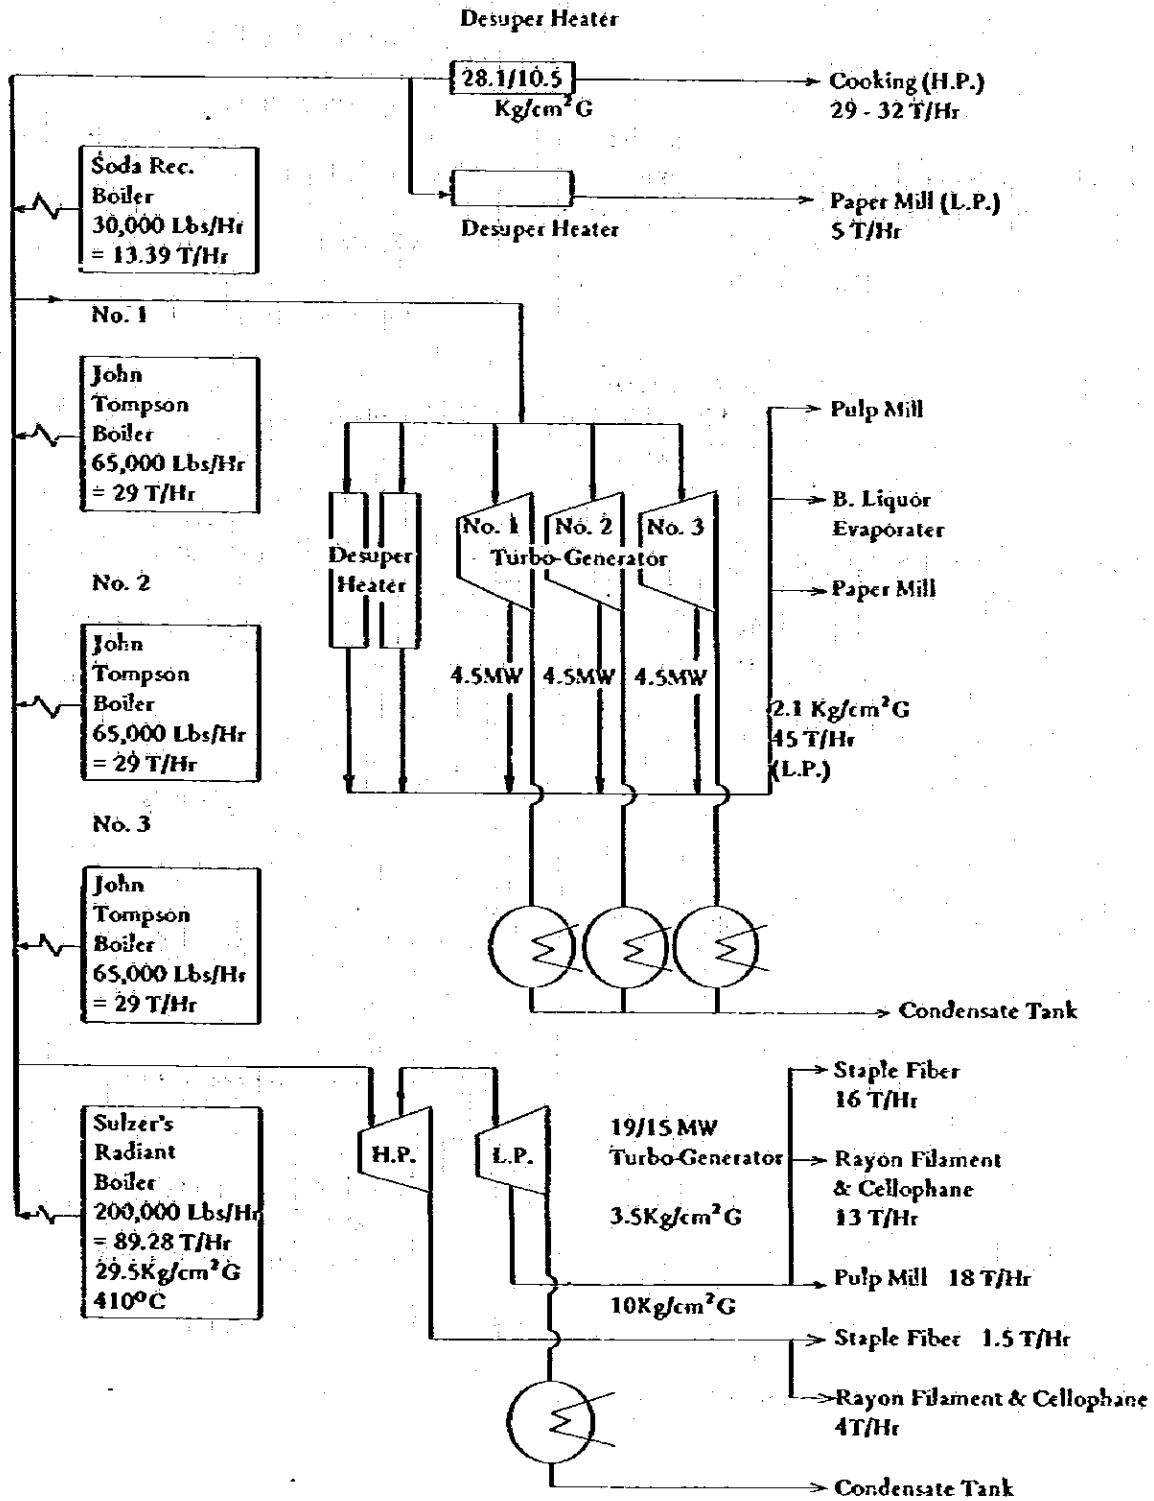 Desuper Heater
28.1/10.5
Kg/cm²G
Cooking (H.P.)
29 - 32 T/Hr
Soda Rec.
Boiler
30,000 Lbs/Hr
= 13.39 T/Hr
Desuper Heater
Paper Mill (L.P.)
5 T/Hr
No. 1
John
Tompson
Boiler
65,000 Lbs/Hr
= 29 T/Hr
Pulp Mill
B. Liquor
Evaporater
Paper Mill
No. 1 No. 2 No. 3
Turbo-Generator
Desuper
Heater
No. 2
John
Tompson
Boiler
65,000 Lbs/Hr
= 29 T/Hr
4.5MW 4.5MW 4.5MW
2.1 Kg/cm²G
45 T/Hr
(L.P.)
No. 3
John
Tompson
Boiler
65,000 Lbs/Hr
= 29 T/Hr
Condensate Tank
Sulzer's
Radiant
Boiler
200,000 Lbs/Hr
= 89.28 T/Hr
29.5Kg/cm²G
410°C
H.P.
L.P.
19/15 MW
Turbo-Generator
3.5Kg/cm²G
10Kg/cm²G
Staple Fiber
16 T/Hr
Rayon Filament
& Cellophane
13 T/Hr
Pulp Mill 18 T/Hr
Staple Fiber 1.5 T/Hr
Rayon Filament & Cellophane
4T/Hr
Condensate Tank